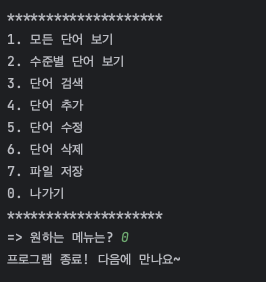 ********************
1. 모든 단어 보기
2. 수준별 단어 보기
3. 단어 검색
4. 단어 추가
5. 단어 수정
6. 단어 삭제
7. 파일 저장
0. 나가기
********************
=> 원하는 메뉴는? 0
프로그램 종료! 다음에 만나요~